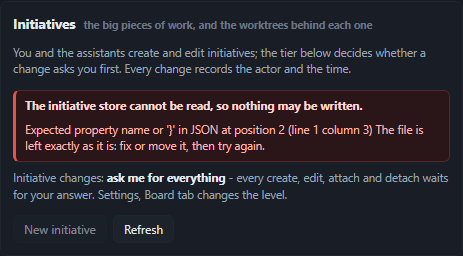 Initiatives the big pieces of work, and the worktrees behind each one
You and the assistants create and edit initiatives; the tier below decides whether a
change asks you first. Every change records the actor and the time.
The initiative store cannot be read, so nothing may be written.
Expected property name or '}' in JSON at position 2 (line 1 column 3) The file is
left exactly as it is: fix or move it, then try again.
Initiative changes: ask me for everything - every create, edit, attach and detach waits
for your answer. Settings, Board tab changes the level.
New initiative Refresh